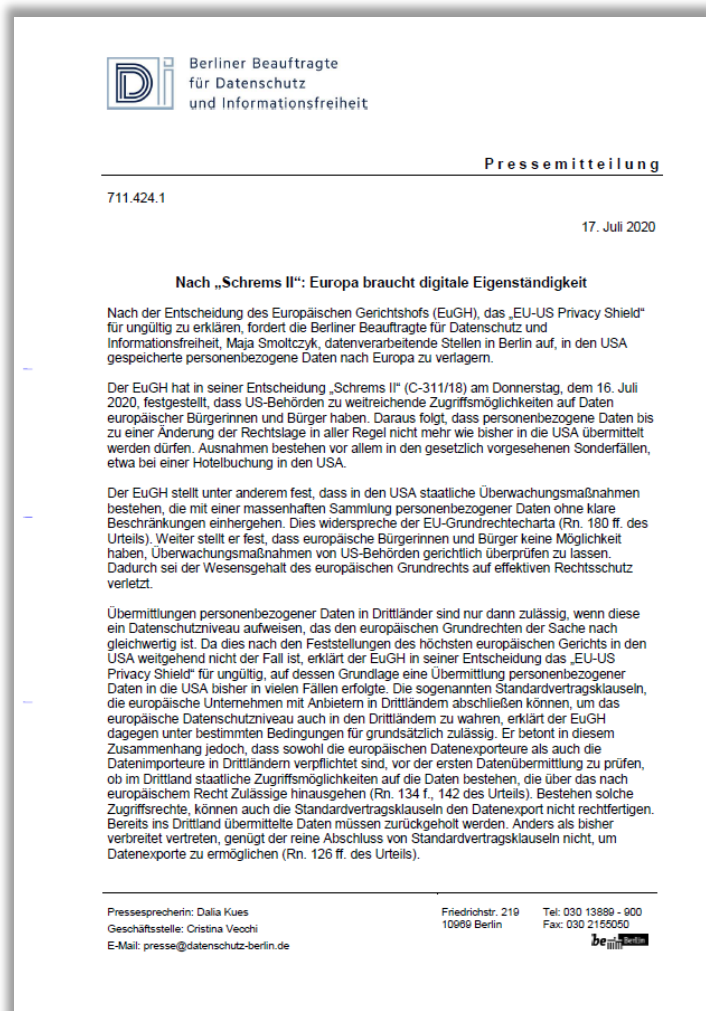 Berliner Beauftragte
für Datenschutz
und Informationsfreiheit
Pressemitteilung
711.424.1
17. Juli 2020
Nach „Schrems II“: Europa braucht digitale Eigenständigkeit
Nach der Entscheidung des Europäischen Gerichtshofs (EuGH), das „EU-US Privacy Shield“
für ungültig zu erklären, fordert die Berliner Beauftragte für Datenschutz und
Informationsfreiheit, Maja Smoltczyk, datenverarbeitende Stellen in Berlin auf, in den USA
gespeicherte personenbezogene Daten nach Europa zu verlagern.
Der EuGH hat in seiner Entscheidung „Schrems II“ (C-311/18) am Donnerstag, dem 16. Juli
2020, festgestellt, dass US-Behörden zu weitreichende Zugriffsmöglichkeiten auf Daten
europäischer Bürgerinnen und Bürger haben. Daraus folgt, dass personenbezogene Daten bis
zu einer Änderung der Rechtslage in aller Regel nicht mehr wie bisher in die USA übermittelt
werden dürfen. Ausnahmen bestehen vor allem in den gesetzlich vorgesehenen Sonderfällen,
etwa bei einer Hotelbuchung in den USA.
Der EuGH stellt unter anderem fest, dass in den USA staatliche Überwachungsmaßnahmen
bestehen, die mit einer massenhaften Sammlung personenbezogener Daten ohne klare
Beschränkungen einhergehen. Dies widerspreche der EU-Grundrechtecharta (Rn. 180 ff. des
Urteils). Weiter stellt er fest, dass europäische Bürgerinnen und Bürger keine Möglichkeit
haben, Überwachungsmaßnahmen von US-Behörden gerichtlich überprüfen zu lassen.
Dadurch sei der Wesensgehalt des europäischen Grundrechts auf effektiven Rechtsschutz
verletzt.
Übermittlungen personenbezogener Daten in Drittländer sind nur dann zulässig, wenn diese
ein Datenschutzniveau aufweisen, das den europäischen Grundrechten der Sache nach
gleichwertig ist. Da dies nach den Feststellungen des höchsten europäischen Gerichts in den
USA weitgehend nicht der Fall ist, erklärt der EuGH in seiner Entscheidung das „EU-US
Privacy Shield“ für ungültig, auf dessen Grundlage eine Übermittlung personenbezogener
Daten in die USA bisher in vielen Fällen erfolgte. Die sogenannten Standardvertragsklauseln,
die europäische Unternehmen mit Anbietern in Drittländern abschließen können, um das
europäische Datenschutzniveau auch in den Drittländern zu wahren, erklärt der EuGH
dagegen unter bestimmten Bedingungen für grundsätzlich zulässig. Er betont in diesem
Zusammenhang jedoch, dass sowohl die europäischen Datenexporteure als auch die
Datenimporteure in Drittländern verpflichtet sind, vor der ersten Datenübermittlung zu prüfen,
ob im Drittland staatliche Zugriffsmöglichkeiten auf die Daten bestehen, die über das nach
europäischem Recht Zulässige hinausgehen (Rn. 134 f., 142 des Urteils). Bestehen solche
Zugriffsrechte, können auch die Standardvertragsklauseln den Datenexport nicht rechtfertigen.
Bereits ins Drittland übermittelte Daten müssen zurückgeholt werden. Anders als bisher
verbreitet vertreten, genügt der reine Abschluss von Standardvertragsklauseln nicht, um
Datenexporte zu ermöglichen (Rn. 126 ff. des Urteils).
Pressesprecherin: Dalia Kues
Geschäftsstelle: Cristina Vecchi
E-Mail: presse@datenschutz-berlin.de
Friedrichstr. 219
10969 Berlin
Tel: 030 13889 - 900
Fax: 030 2155050
be Berlin